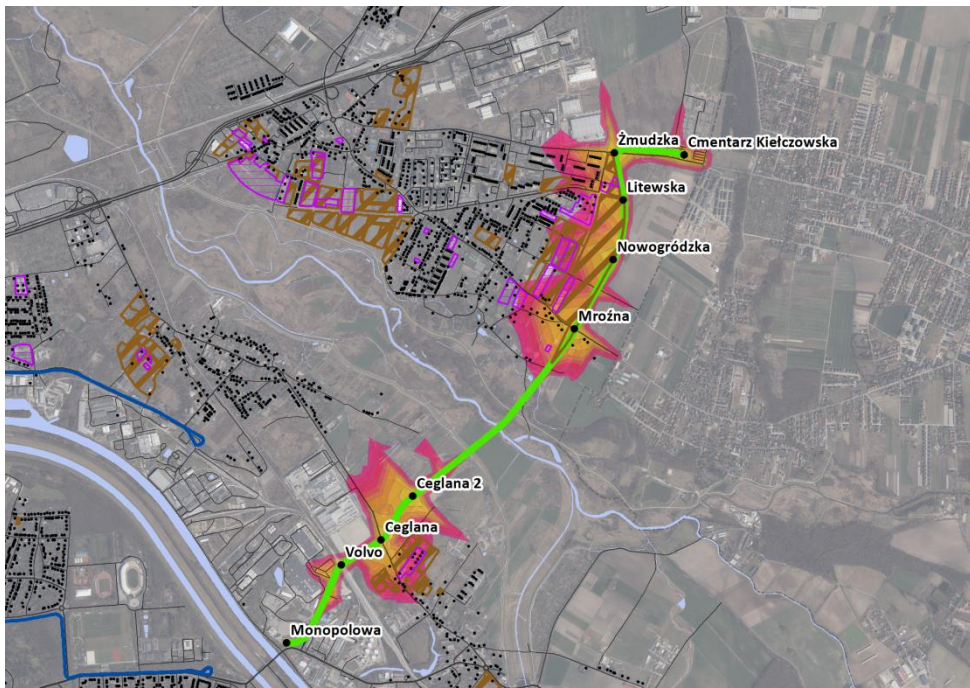 Żmudzka
Cmentarz Kiełczowska
Litewska
Nowogródzka
Mroźna
Ceglana 2
Ceglana
Volvo
Monopolowa